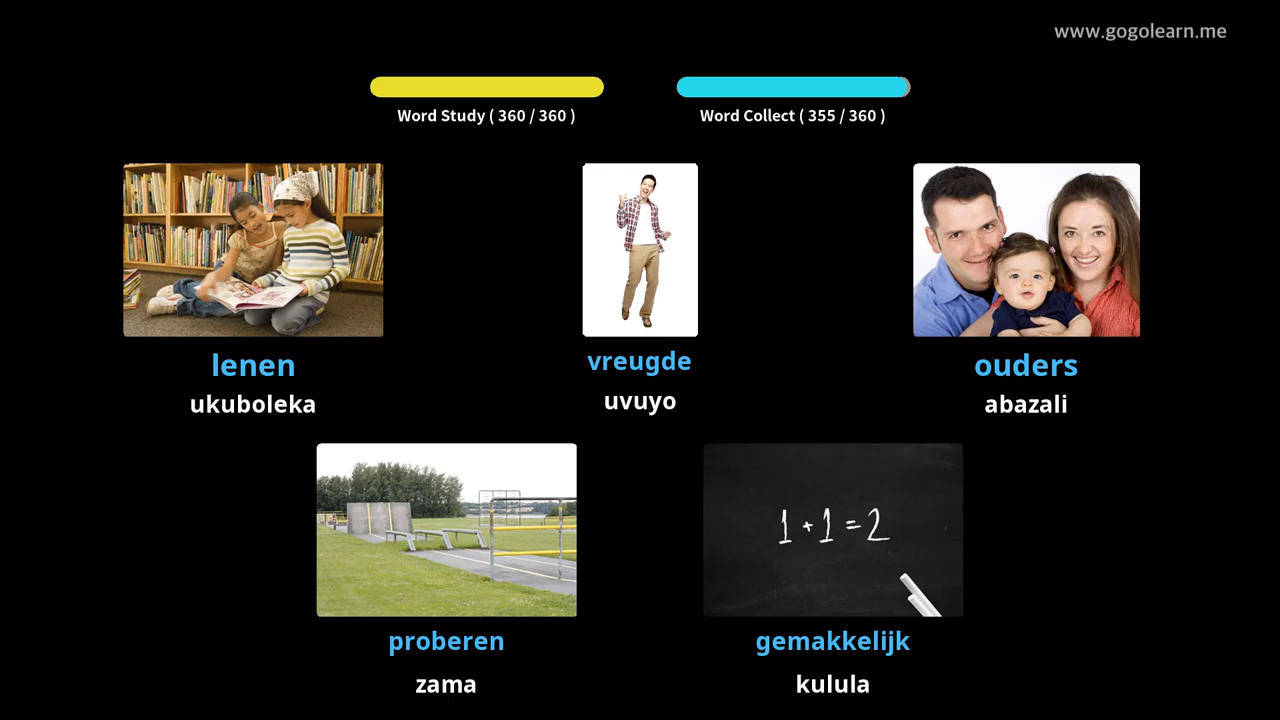 www.gogolearn.me
Word Study ( 360 / 360 )
Word Collect ( 355 / 360 )
lenen
ukuboleka
vreugde
uvuyo
ouders
abazali
1 + 1 = 2
proberen
zama
gemakkelijk
kulula